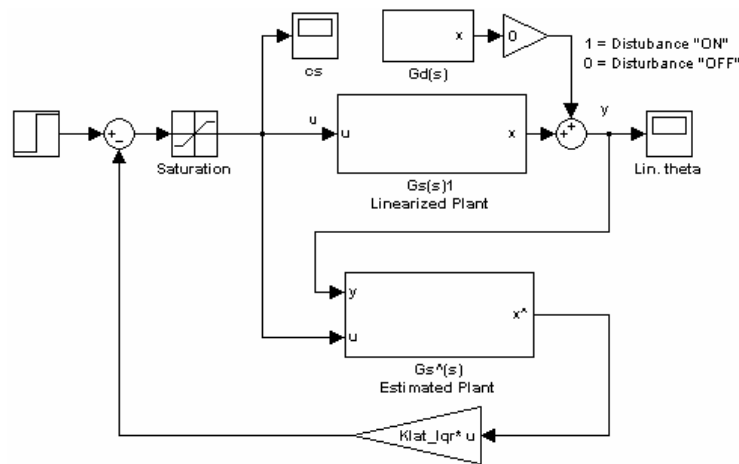 x
0
1 = Distubance "ON"
0 = Disturbance "OFF"
cs
Gd(s)
y
u
+
−
u
x
+
+
Saturation
Lin. theta
Gs(s)1
Linearized Plant
y
x^
u
Gs^(s)
Estimated Plant
Klat_lqr* u